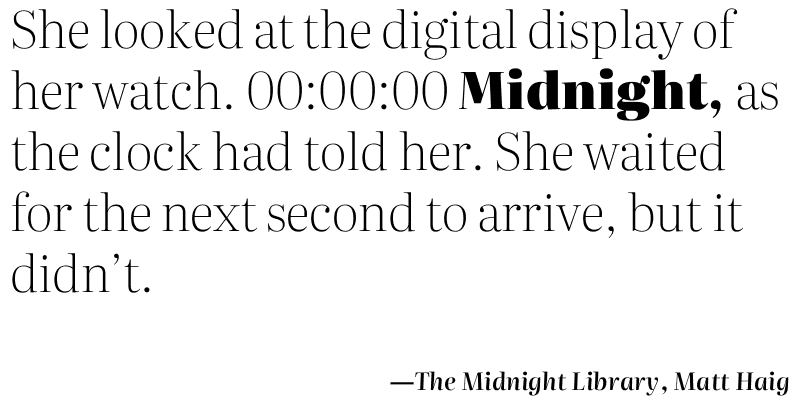 She looked at the digital display of
her watch. 00:00:00 Midnight, as
the clock had told her. She waited
for the next second to arrive, but it
didn’t.
—The Midnight Library, Matt Haig